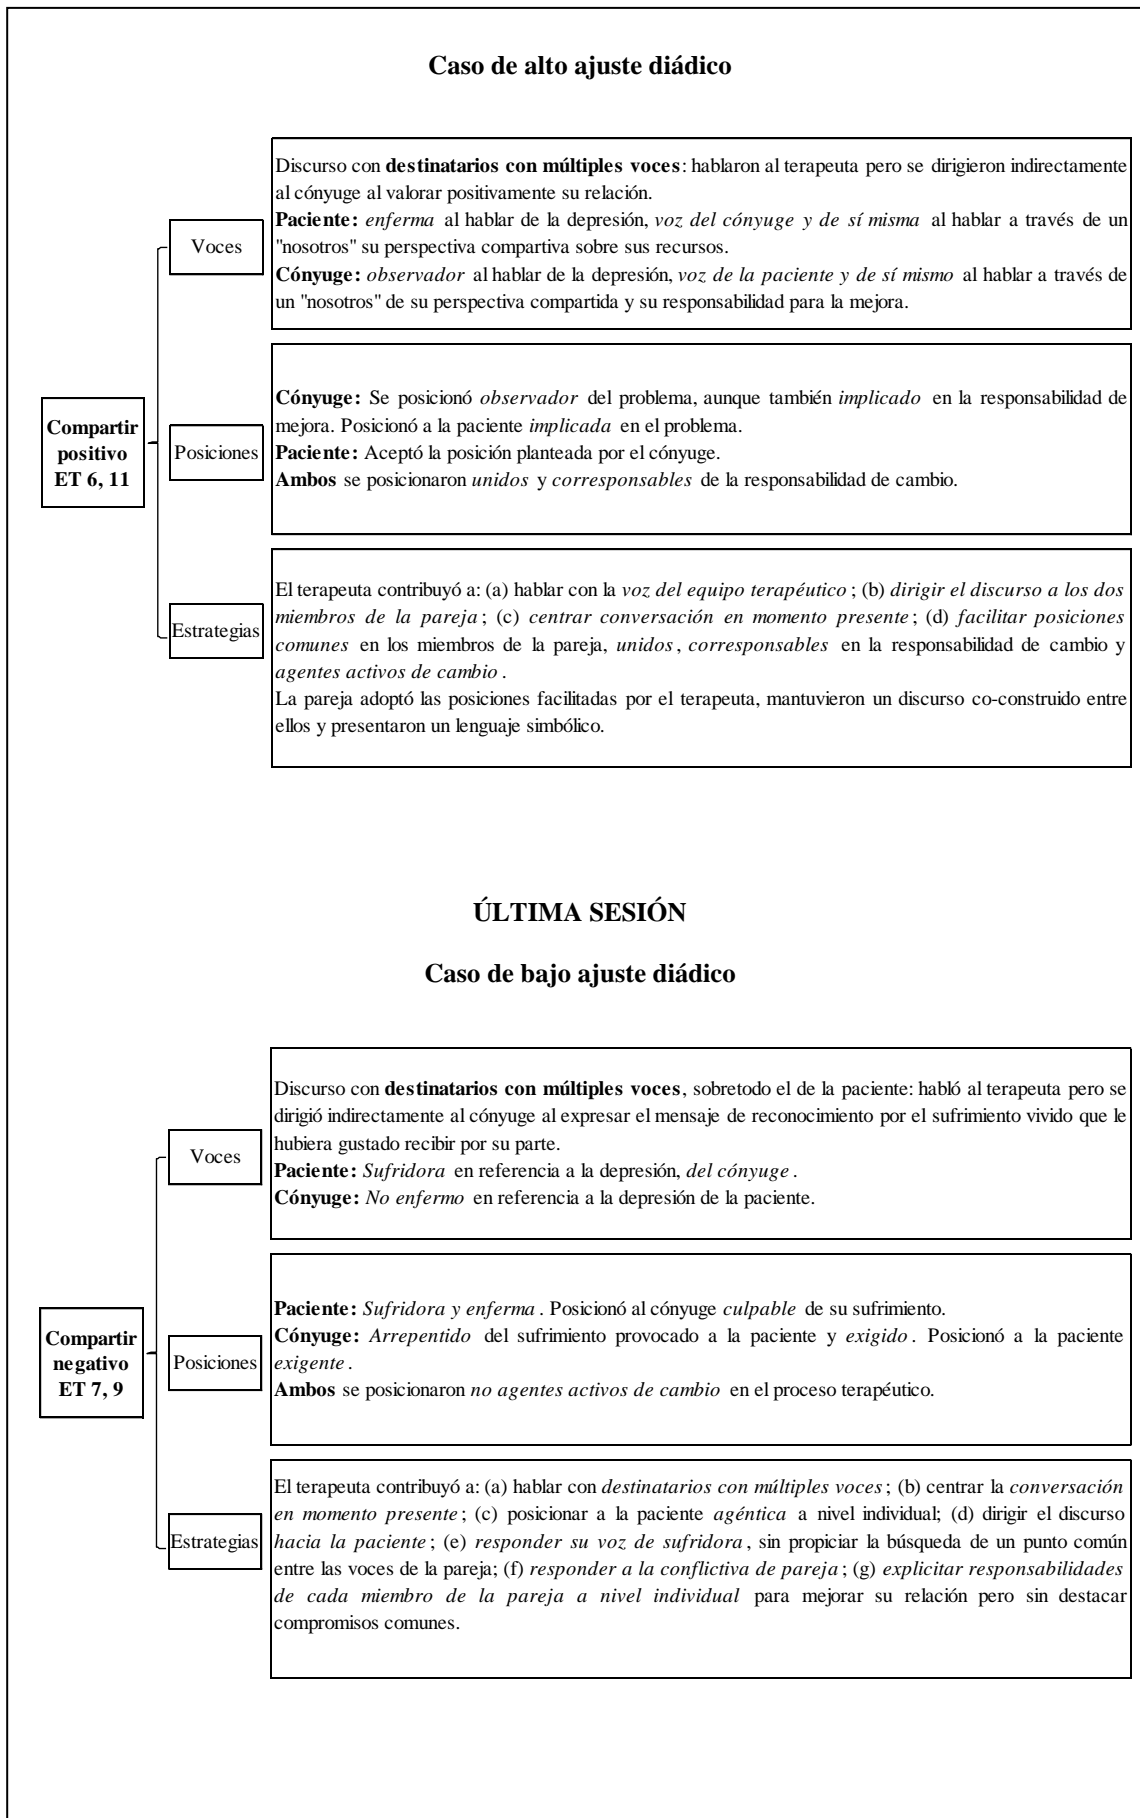 Caso de alto ajuste diádico
Compartir
positivo
ET 6, 11
Voces
Discurso con destinatarios con múltiples voces: hablaron al terapeuta pero se dirigieron indirectamente
al cónyuge al valorar positivamente su relación.
Paciente: enferma al hablar de la depresión, voz del cónyuge y de sí misma al hablar a través de un
"nosotros" su perspectiva compartiva sobre sus recursos.
Cónyuge: observador al hablar de la depresión, voz de la paciente y de sí mismo al hablar a través de
un "nosotros" de su perspectiva compartida y su responsabilidad para la mejora.
Posiciones
Cónyuge: Se posicionó observador del problema, aunque también implicado en la responsabilidad de
mejora. Posicionó a la paciente implicada en el problema.
Paciente: Aceptó la posición planteada por el cónyuge.
Ambos se posicionaron unidos y corresponsables de la responsabilidad de cambio.
Estrategias
El terapeuta contribuyó a: (a) hablar con la voz del equipo terapéutico; (b) dirigir el discurso a los dos
miembros de la pareja; (c) centrar conversación en momento presente; (d) facilitar posiciones
comunes en los miembros de la pareja, unidos, corresponsables en la responsabilidad de cambio y
agentes activos de cambio.
La pareja adoptó las posiciones facilitadas por el terapeuta, mantuvieron un discurso co-construido entre
ellos y presentaron un lenguaje simbólico.
ÚLTIMA SESIÓN
Caso de bajo ajuste diádico
Compartir
negativo
ET 7, 9
Voces
Discurso con destinatarios con múltiples voces, sobretodo el de la paciente: habló al terapeuta pero se
dirigió indirectamente al cónyuge al expresar el mensaje de reconocimiento por el sufrimiento vivido que le
hubiera gustado recibir por su parte.
Paciente: Sufridora en referencia a la depresión, del cónyuge.
Cónyuge: No enfermo en referencia a la depresión de la paciente.
Posiciones
Paciente: Sufridora y enferma. Posicionó al cónyuge culpable de su sufrimiento.
Cónyuge: Arrepentido del sufrimiento provocado a la paciente y exigido. Posicionó a la paciente
exigente.
Ambos se posicionaron no agentes activos de cambio en el proceso terapéutico.
Estrategias
El terapeuta contribuyó a: (a) hablar con destinatarios con múltiples voces; (b) centrar la conversación
en momento presente; (c) posicionar a la paciente agéntica a nivel individual; (d) dirigir el discurso
hacia la paciente; (e) responder su voz de sufridora, sin propiciar la búsqueda de un punto común
entre las voces de la pareja; (f) responder a la conflictiva de pareja; (g) explicitar responsabilidades
de cada miembro de la pareja a nivel individual para mejorar su relación pero sin destacar
compromisos comunes.